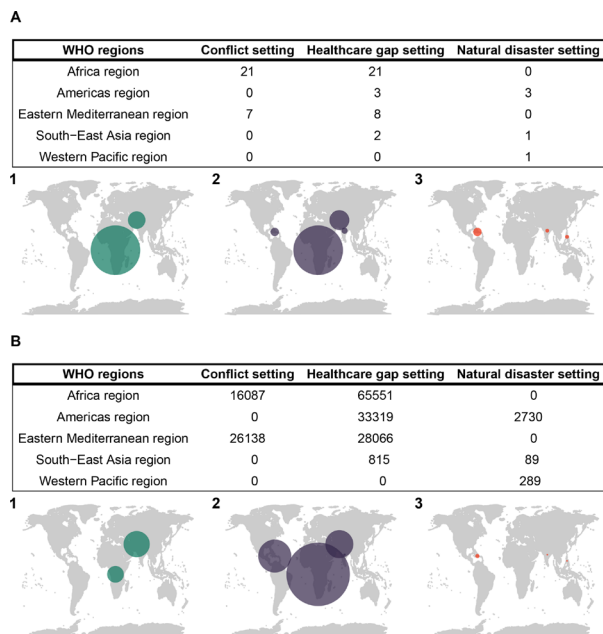 A
WHO regions Conflict setting Healthcare gap setting Natural disaster setting
Africa region 21 21 0
Americas region 0 3 3
Eastern Mediterranean region 7 8 0
South−East Asia region 0 2 1
Western Pacific region 0 0 1
1 2 3
B
WHO regions Conflict setting Healthcare gap setting Natural disaster setting
Africa region 16087 65551 0
Americas region 0 33319 2730
Eastern Mediterranean region 26138 28066 0
South−East Asia region 0 815 89
Western Pacific region 0 0 289
1 2 3